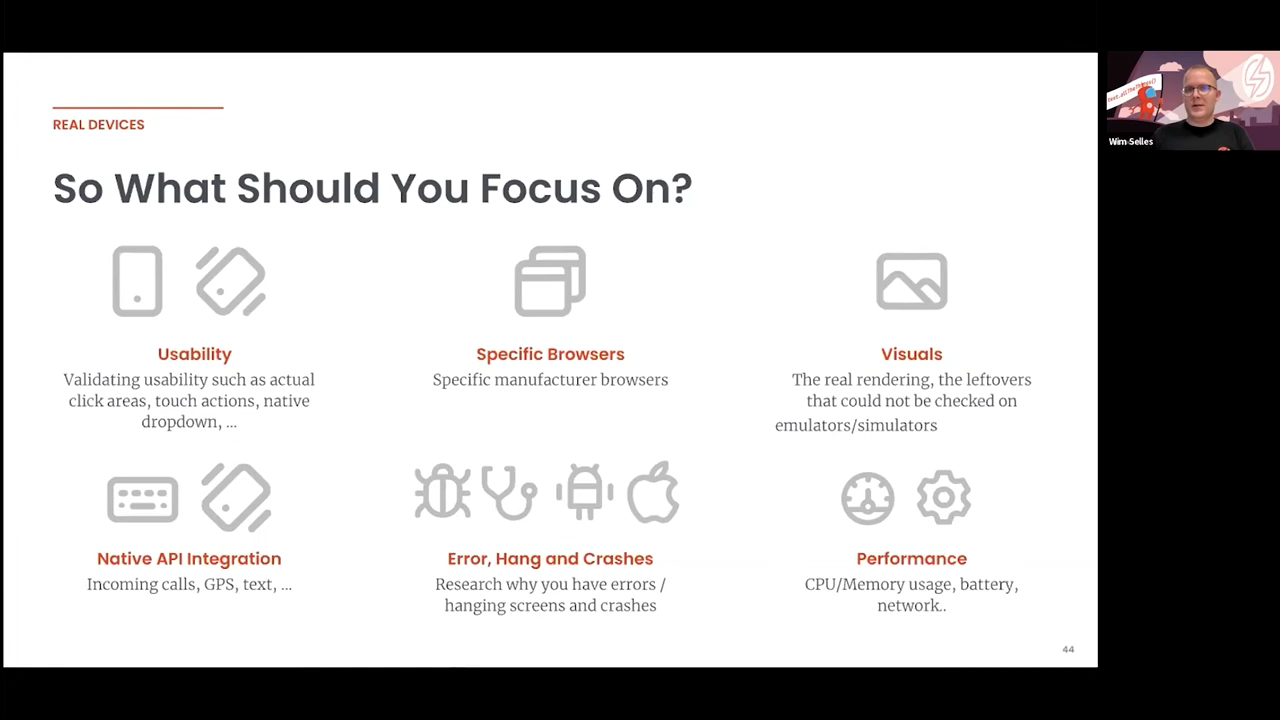 REAL DEVICES
So What Should You Focus On?
Usability
Validating usability such as actual
click areas, touch actions, native
dropdown, ...
Specific Browsers
Specific manufacturer browsers
Visuals
The real rendering, the leftovers
that could not be checked on
emulators/simulators
Native API Integration
Incoming calls, GPS, text, ...
Error, Hang and Crashes
Research why you have errors /
hanging screens and crashes
Performance
CPU/Memory usage, battery,
network..
44
test.allTheThings()
Wim Selles